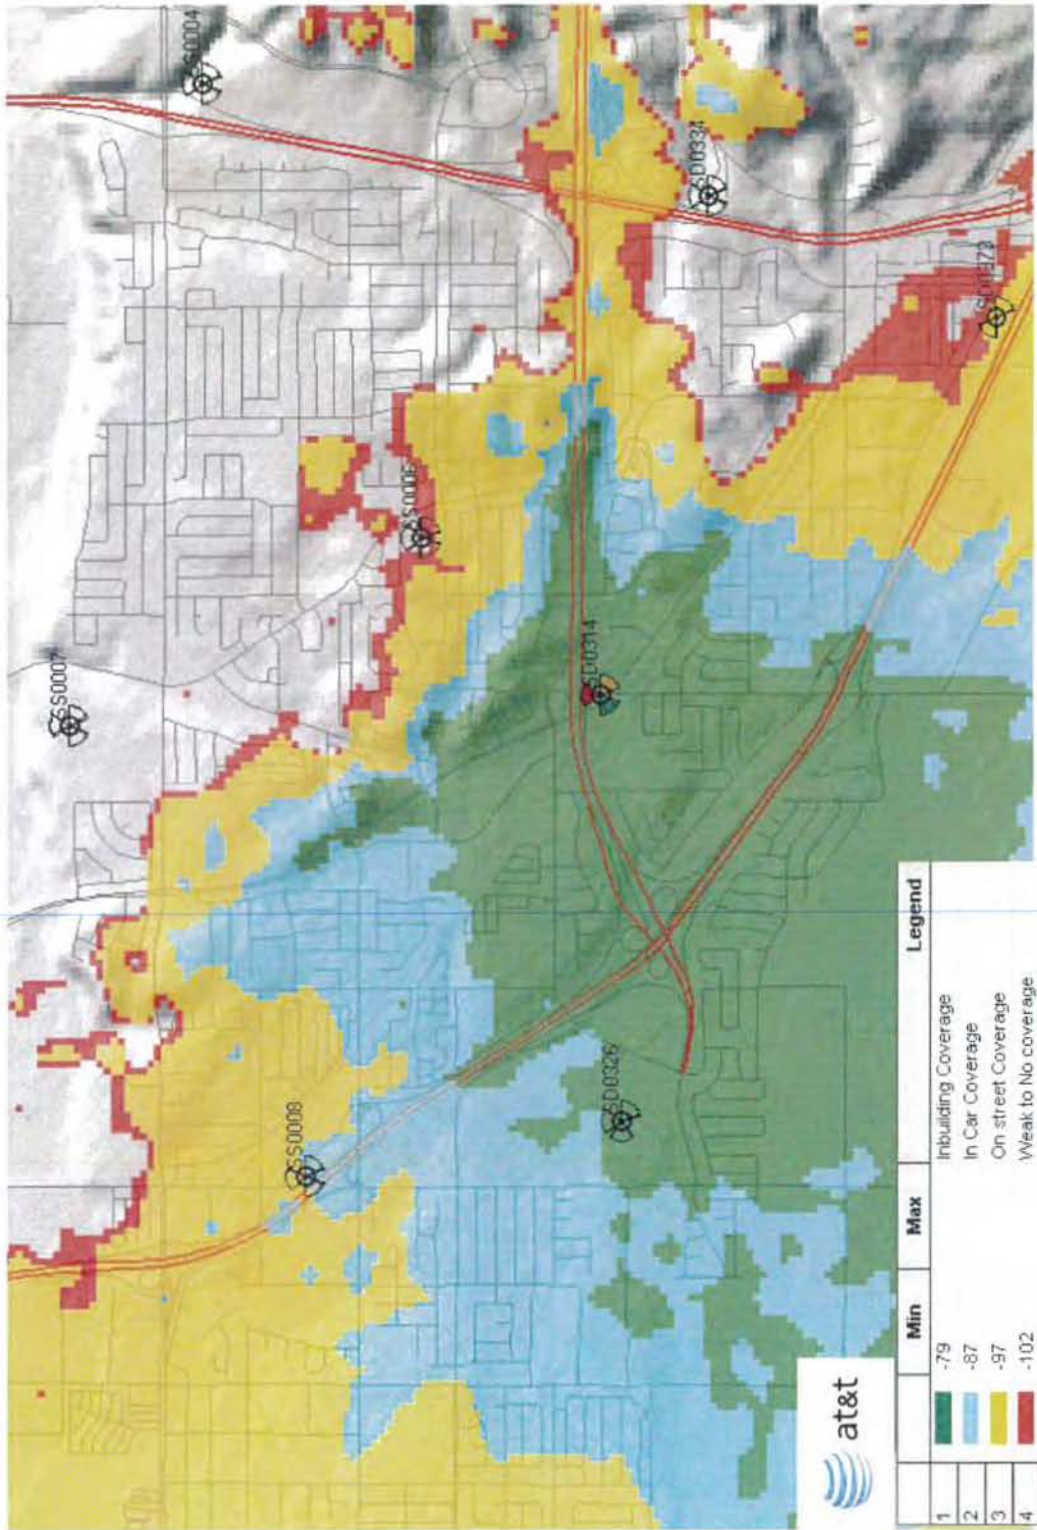 SS0004
SD0334
SD0373
SS0006
SS0007
SD0314
SS0008
SD0326
at&t
Min Max Legend
1 -79 Inbuilding Coverage
2 -87 In Car Coverage
3 -97 On street Coverage
4 -102 Weak to No coverage